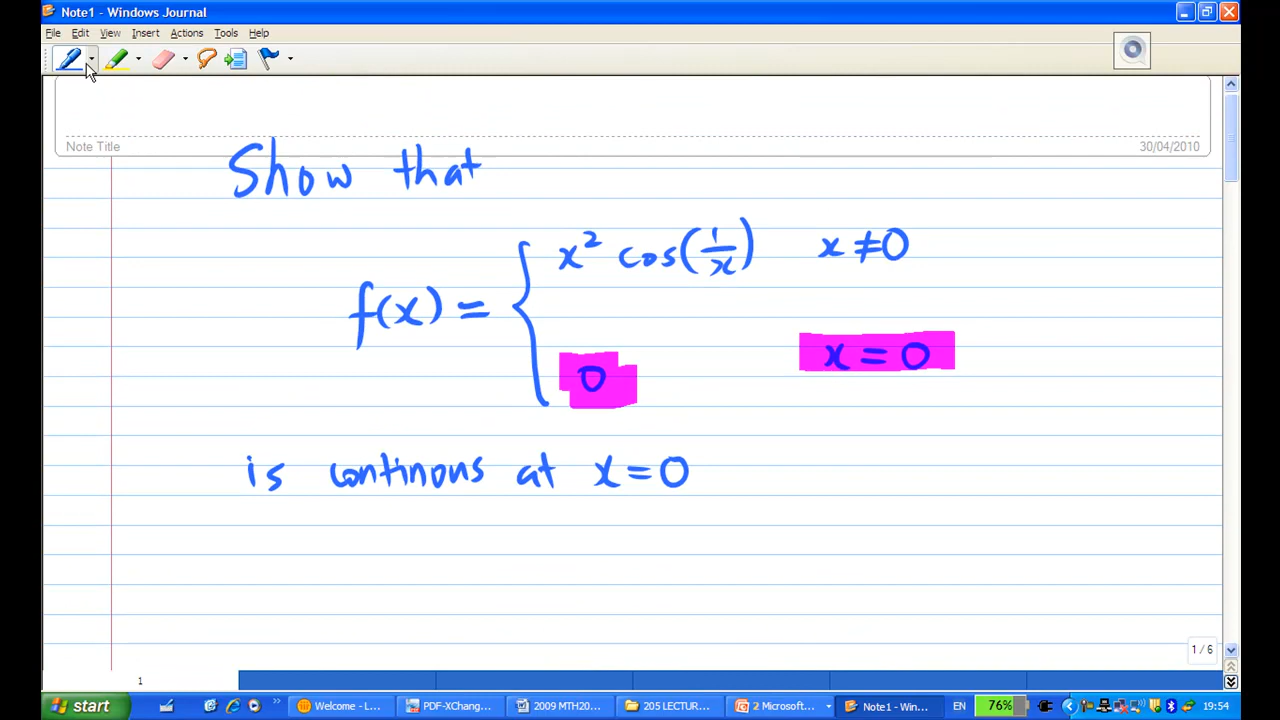 Note1 - Windows Journal
File Edit View Insert Actions Tools Help
Note Title
30/04/2010
Show that
f(x) = { x² cos(1/x) x ≠ 0
0 x = 0
is continous at x = 0
1 / 6
1
start
Welcome - L...
PDF-XChang...
2009 MTH20...
205 LECTUR...
2 Microsoft...
Note1 - Win...
EN
76%
19:54